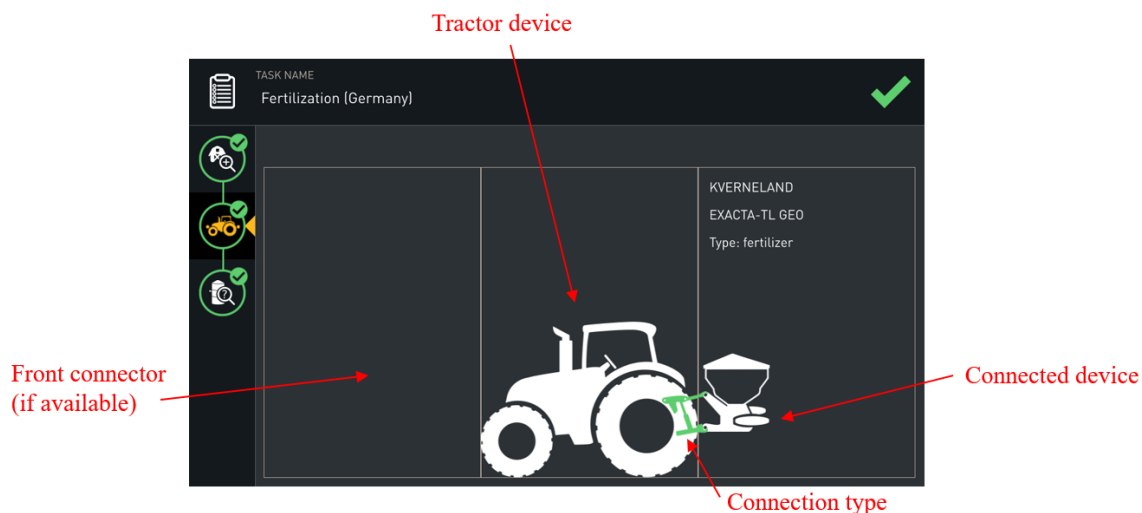 Tractor device
TASK NAME
Fertilization (Germany)
KVERNELAND
EXACTA-TL GEO
Type: fertilizer
Front connector
(if available)
Connected device
Connection type